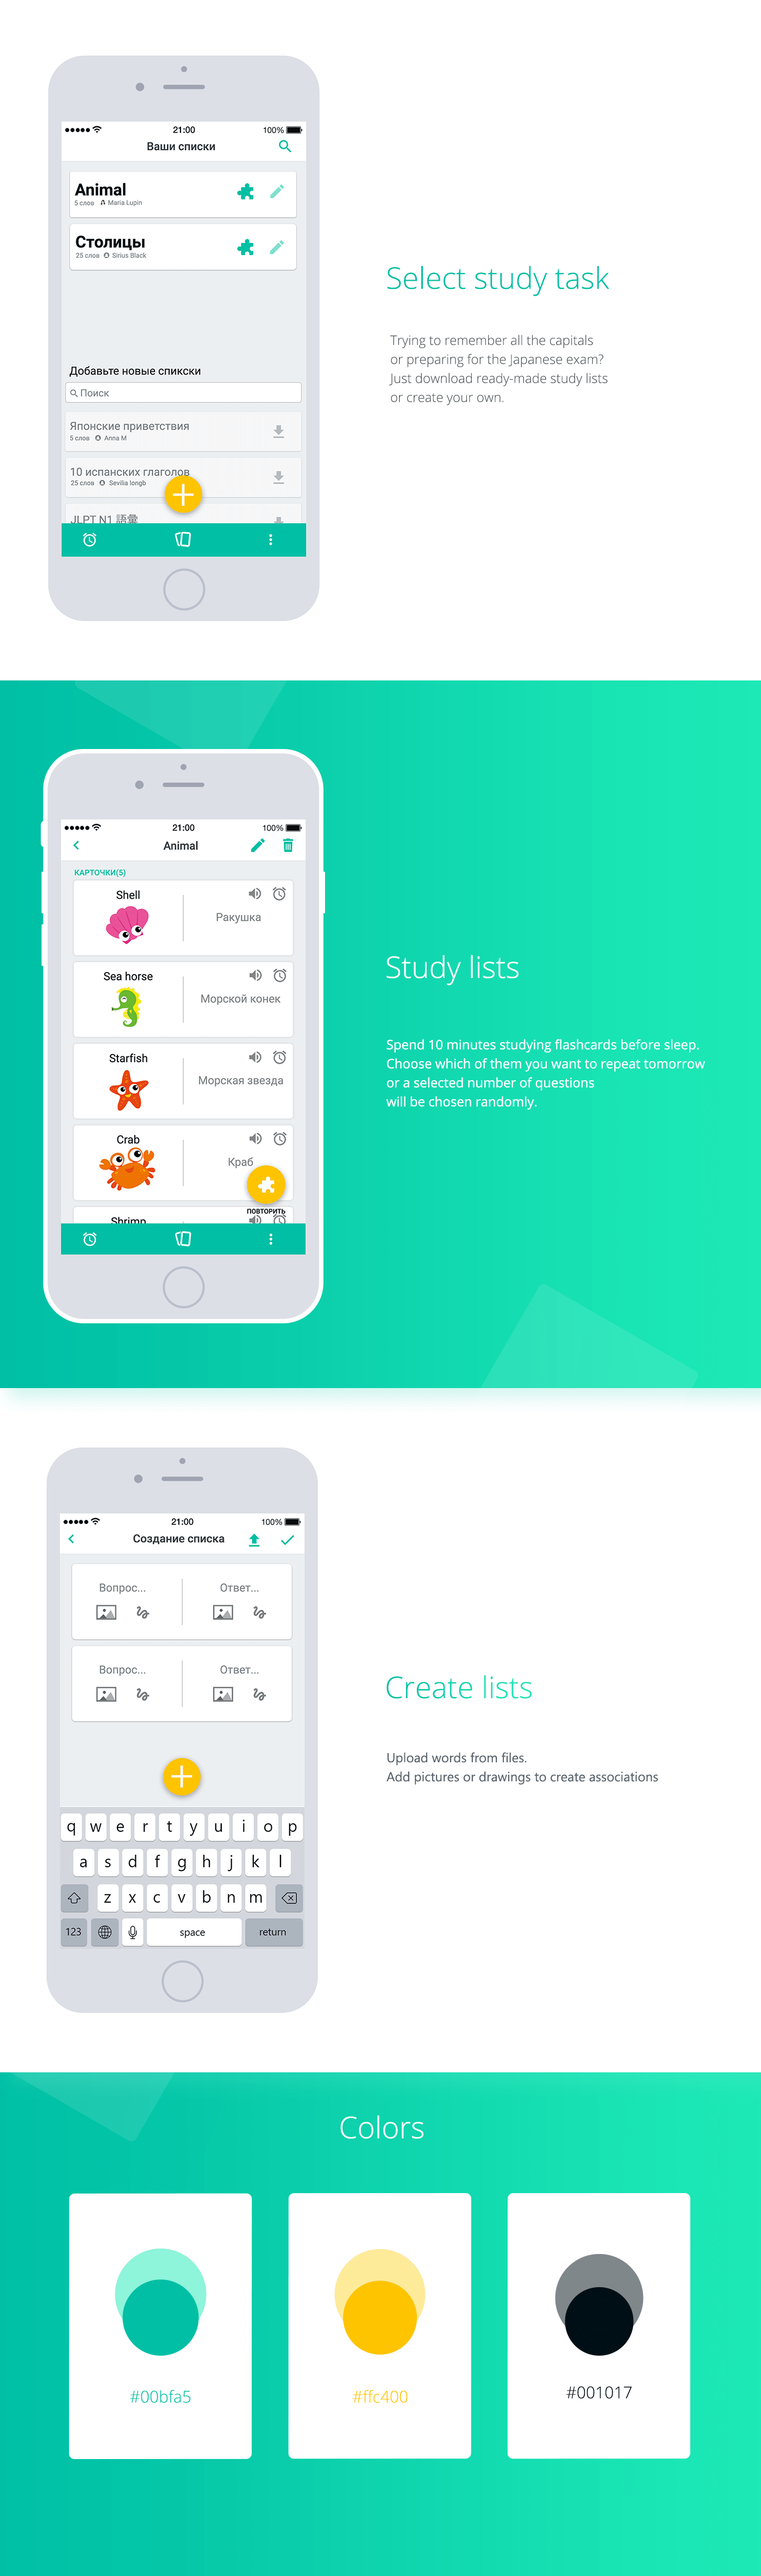 21:00
100%
Ваши списки
Animal
5 слов Maria Lupin
Столицы
25 слов Sirius Black
Добавьте новые спикски
Поиск
Японские приветствия
5 слов Anna M
10 испанских глаголов
25 слов Sevilia longb
JLPT N1 語彙
Select study task
Trying to remember all the capitals
or preparing for the Japanese exam?
Just download ready-made study lists
or create your own.
21:00
100%
Animal
КАРТОЧКИ(5)
Shell
Ракушка
Sea horse
Морской конек
Starfish
Морская звезда
Crab
Краб
ПОВТОРИТЬ
Shrimp
Study lists
Spend 10 minutes studying flashcards before sleep.
Choose which of them you want to repeat tomorrow
or a selected number of questions
will be chosen randomly.
21:00
100%
Создание списка
Вопрос... Ответ...
Вопрос... Ответ...
q w e r t y u i o p
a s d f g h j k l
z x c v b n m
123 space return
Create lists
Upload words from files.
Add pictures or drawings to create associations
Colors
#00bfa5
#ffc400
#001017